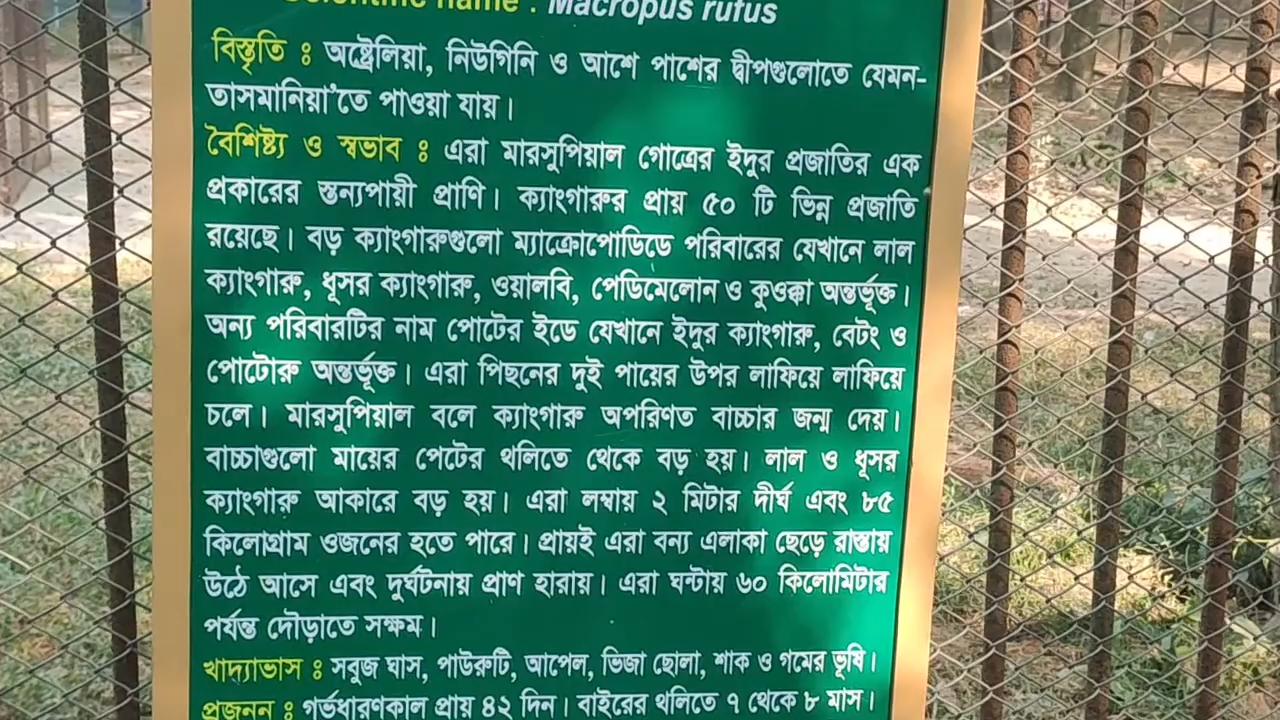 Scientific name : Macropus rufus
বিস্তৃতি : অষ্ট্রেলিয়া, নিউগিনি ও আশে পাশের দ্বীপগুলোতে যেমন-
তাসমানিয়া'তে পাওয়া যায়।
বৈশিষ্ট্য ও স্বভাব : এরা মারসুপিয়াল গোত্রের ইদুর প্রজাতির এক
প্রকারের স্তন্যপায়ী প্রাণি। ক্যাংগারুর প্রায় ৫০ টি ভিন্ন প্রজাতি
রয়েছে। বড় ক্যাংগারুগুলো ম্যাক্রোপোডিডে পরিবারের যেখানে লাল
ক্যাংগারু, ধূসর ক্যাংগারু, ওয়ালবি, পেডিমেলোন ও কুওক্কা অন্তর্ভূক্ত।
অন্য পরিবারটির নাম পোটের ইডে যেখানে ইদুর ক্যাংগারু, বেটং ও
পোটোরু অন্তর্ভূক্ত। এরা পিছনের দুই পায়ের উপর লাফিয়ে লাফিয়ে
চলে। মারসুপিয়াল বলে ক্যাংগারু অপরিণত বাচ্চার জন্ম দেয়।
বাচ্চাগুলো মায়ের পেটের থলিতে থেকে বড় হয়। লাল ও ধূসর
ক্যাংগারু আকারে বড় হয়। এরা লম্বায় ২ মিটার দীর্ঘ এবং ৮৫
কিলোগ্রাম ওজনের হতে পারে। প্রায়ই এরা বন্য এলাকা ছেড়ে রাস্তায়
উঠে আসে এবং দুর্ঘটনায় প্রাণ হারায়। এরা ঘন্টায় ৬০ কিলোমিটার
পর্যন্ত দৌড়াতে সক্ষম।
খাদ্যাভাস : সবুজ ঘাস, পাউরুটি, আপেল, ভিজা ছোলা, শাক ও গমের ভূষি।
প্রজনন : গর্ভধারণকাল প্রায় ৪২ দিন। বাইরের থলিতে ৭ থেকে ৮ মাস।